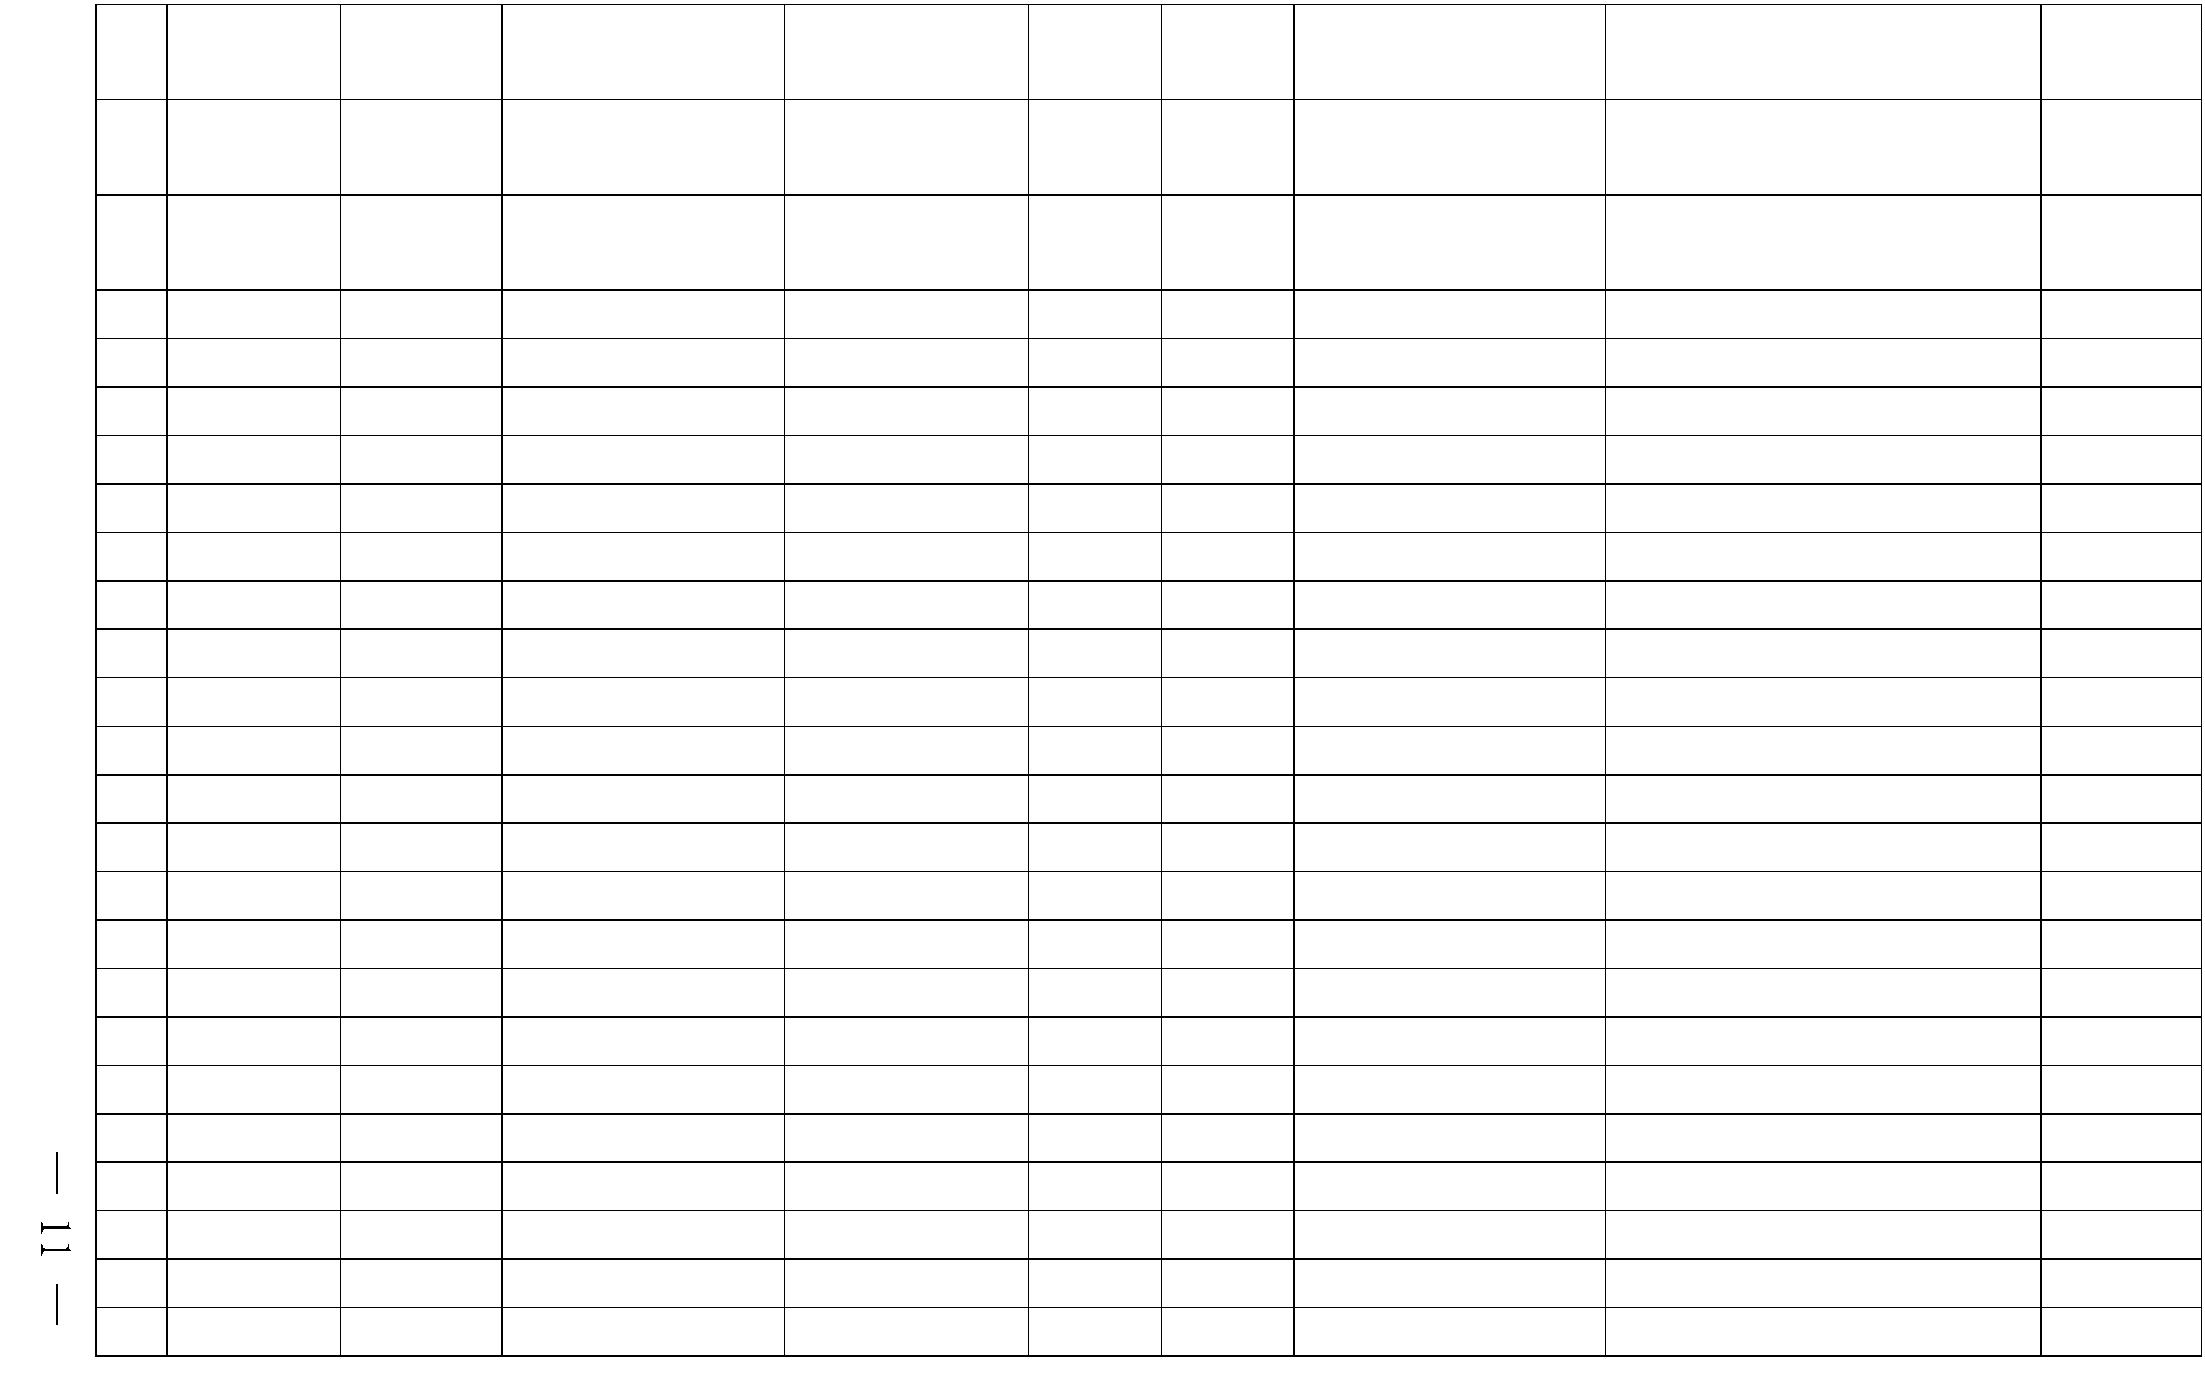 — 11 —